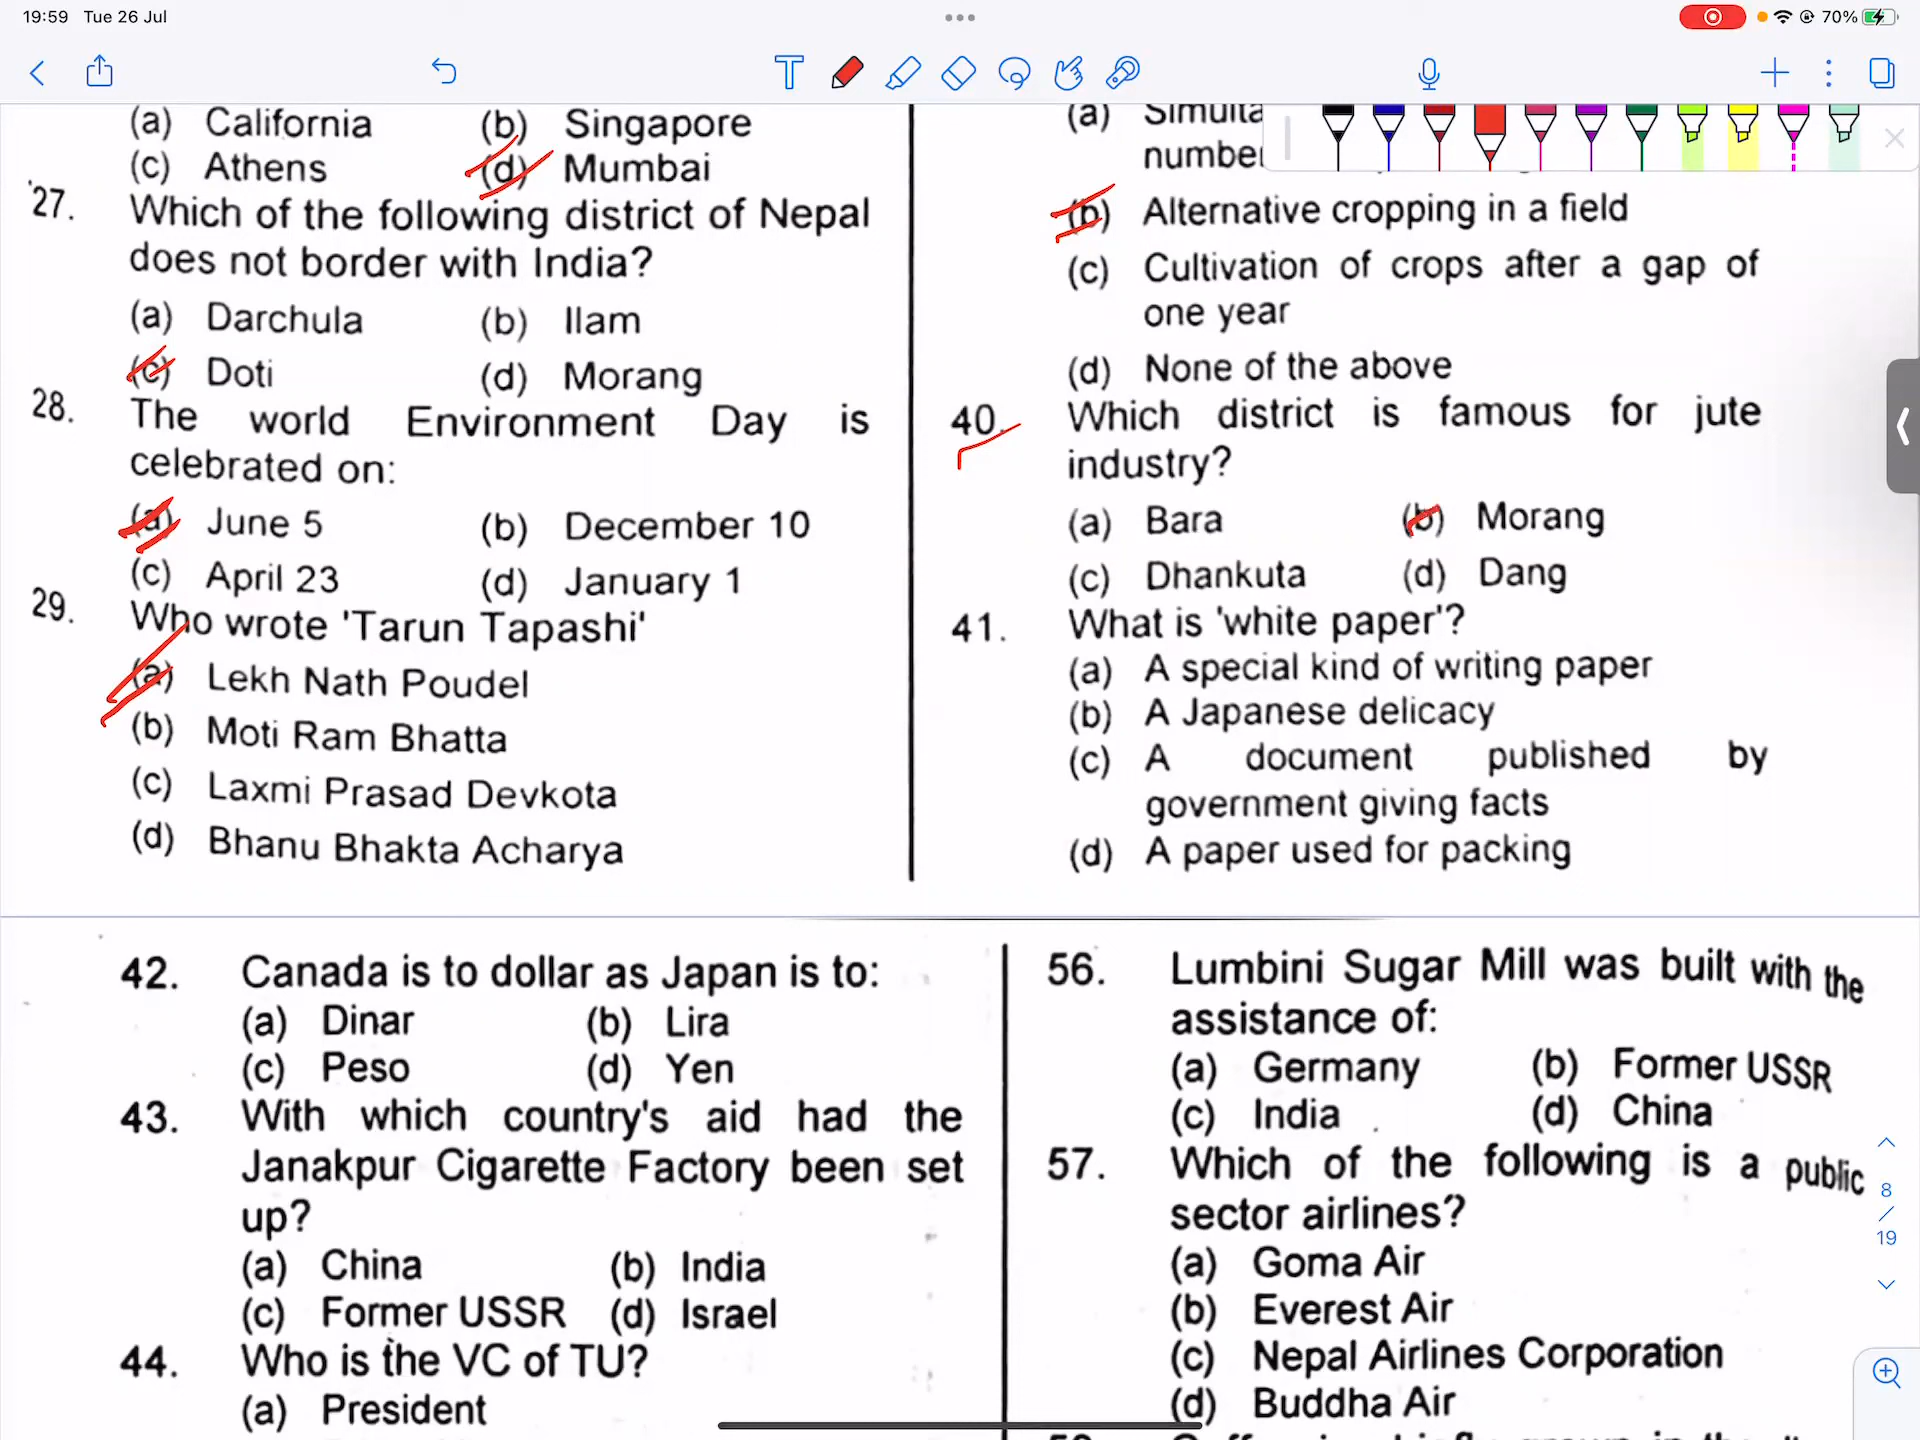 19:59 Tue 26 Jul
70%
(a) California (b) Singapore
(c) Athens (d) Mumbai
27. Which of the following district of Nepal
does not border with India?
(a) Darchula (b) Ilam
(c) Doti (d) Morang
28. The world Environment Day is
celebrated on:
(a) June 5 (b) December 10
(c) April 23 (d) January 1
29. Who wrote 'Tarun Tapashi'
(a) Lekh Nath Poudel
(b) Moti Ram Bhatta
(c) Laxmi Prasad Devkota
(d) Bhanu Bhakta Acharya
(a)
(b) Alternative cropping in a field
(c) Cultivation of crops after a gap of
one year
(d) None of the above
40. Which district is famous for jute
industry?
(a) Bara (b) Morang
(c) Dhankuta (d) Dang
41. What is 'white paper'?
(a) A special kind of writing paper
(b) A Japanese delicacy
(c) A document published by
government giving facts
(d) A paper used for packing
42. Canada is to dollar as Japan is to:
(a) Dinar (b) Lira
(c) Peso (d) Yen
43. With which country's aid had the
Janakpur Cigarette Factory been set
up?
(a) China (b) India
(c) Former USSR (d) Israel
44. Who is the VC of TU?
(a) President
56. Lumbini Sugar Mill was built with the
assistance of:
(a) Germany (b) Former USSR
(c) India (d) China
57. Which of the following is a public
sector airlines?
(a) Goma Air
(b) Everest Air
(c) Nepal Airlines Corporation
(d) Buddha Air
8
/
19